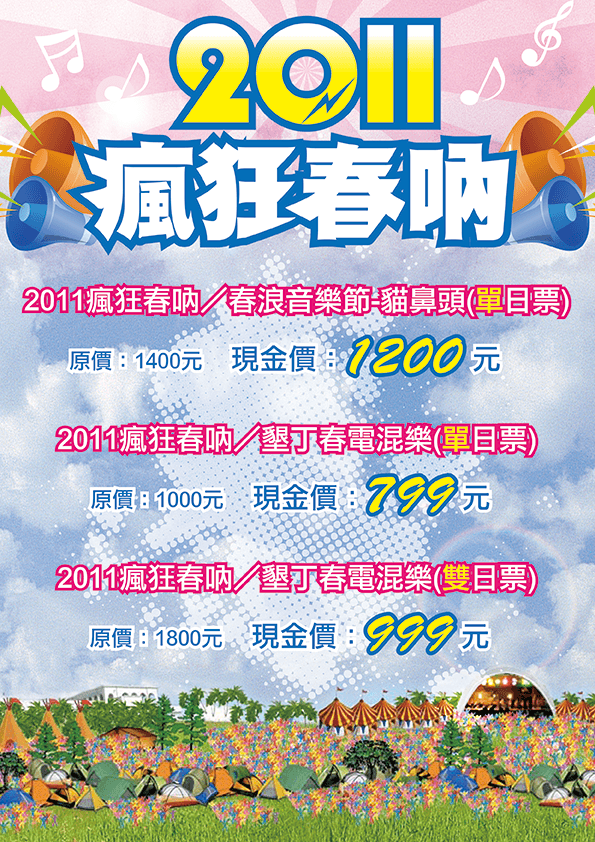 2011
瘋狂春吶
2011瘋狂春吶／春浪音樂節-貓鼻頭(單日票)
原價：1400元 現金價：1200元
2011瘋狂春吶／墾丁春電混樂(單日票)
原價：1000元 現金價：799元
2011瘋狂春吶／墾丁春電混樂(雙日票)
原價：1800元 現金價：999元